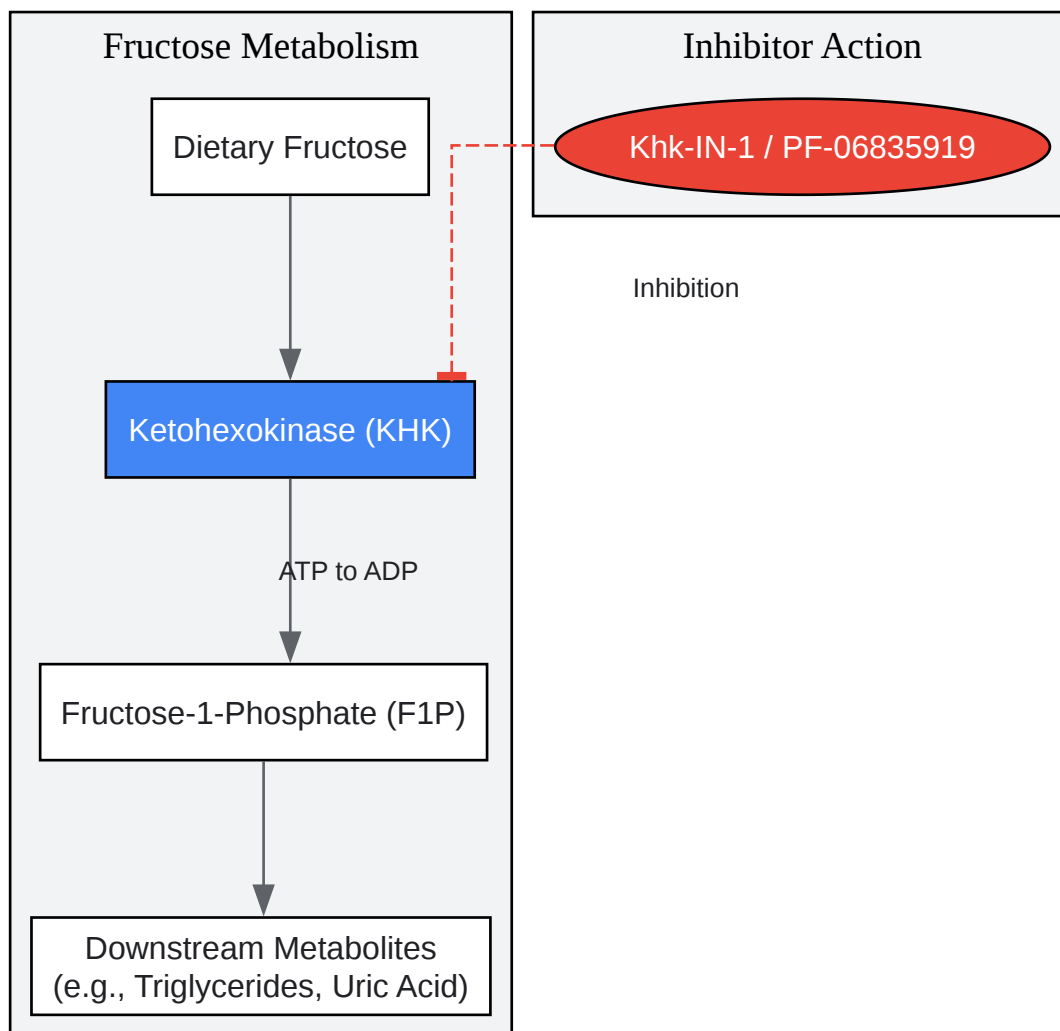 Fructose Metabolism
Inhibitor Action
Dietary Fructose
Khk-IN-1 / PF-06835919
Inhibition
Ketohexokinase (KHK)
ATP to ADP
Fructose-1-Phosphate (F1P)
Downstream Metabolites
(e.g., Triglycerides, Uric Acid)